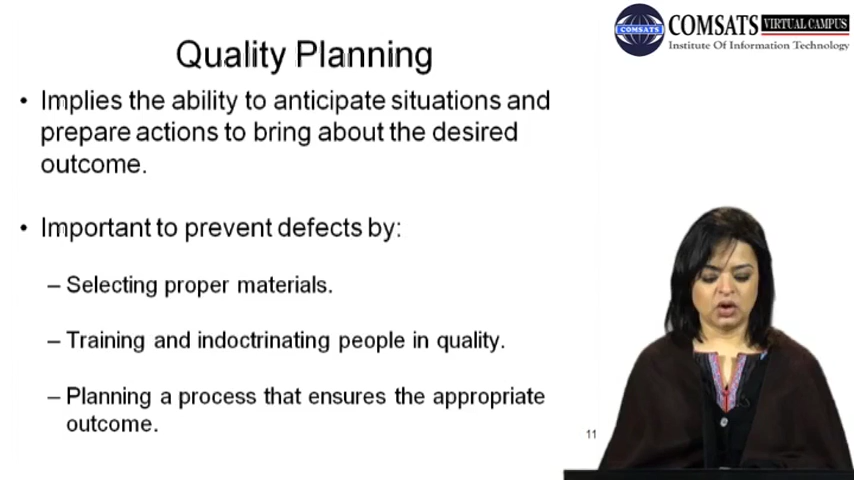 COMSATS VIRTUAL CAMPUS
Institute Of Information Technology
COMSATS
Quality Planning
• Implies the ability to anticipate situations and
prepare actions to bring about the desired
outcome.
• Important to prevent defects by:
– Selecting proper materials.
– Training and indoctrinating people in quality.
– Planning a process that ensures the appropriate
outcome.
11